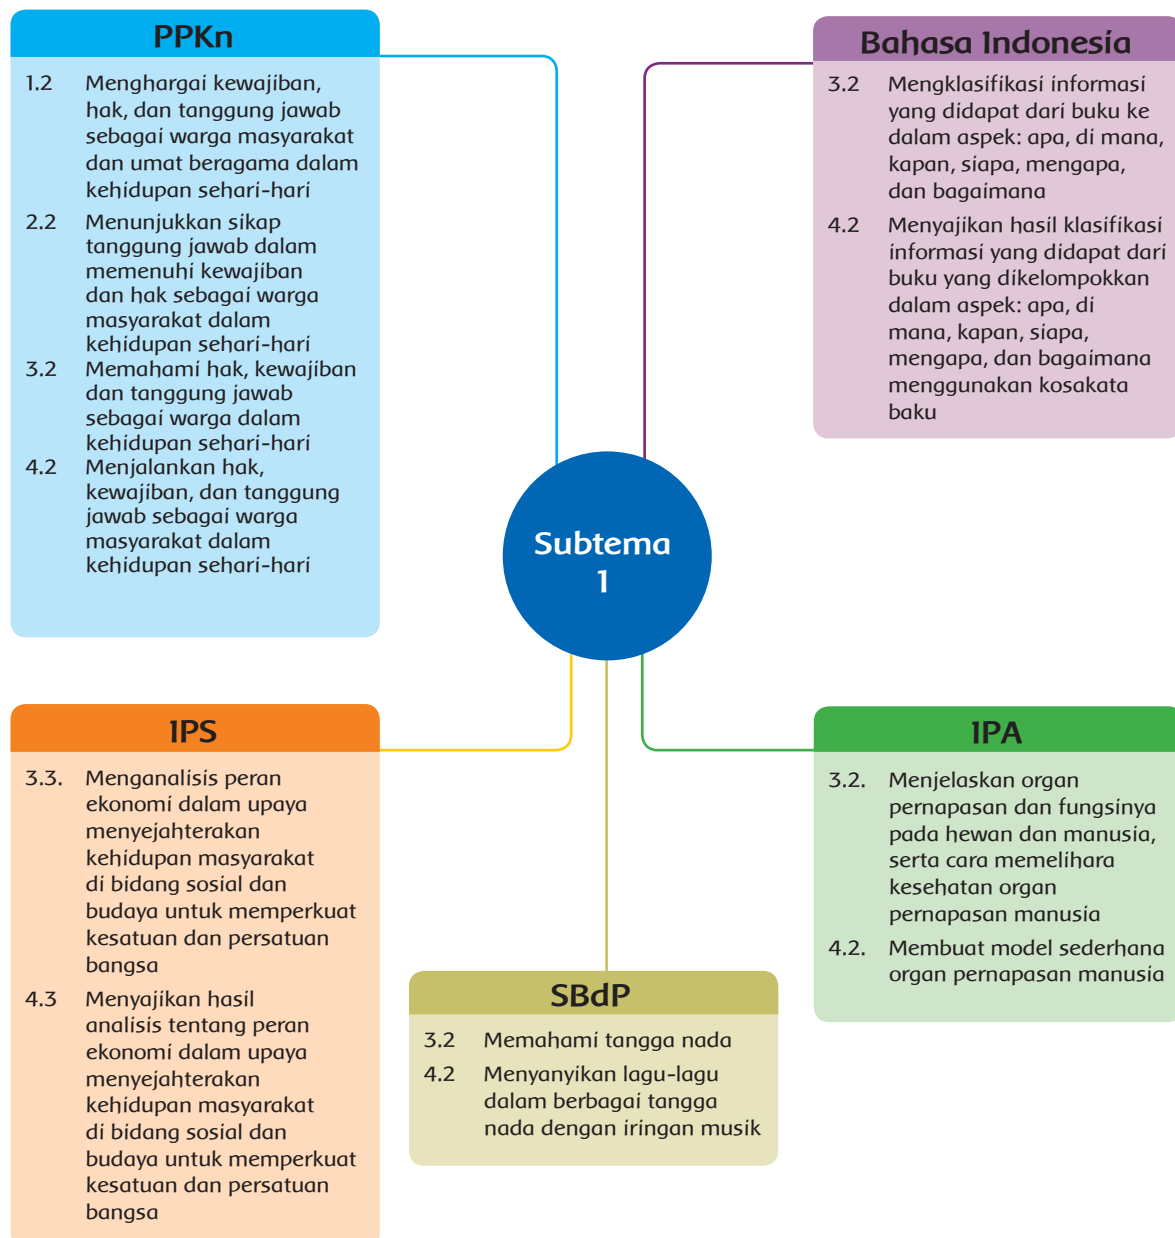 PPKn
1.2 Menghargai kewajiban,
hak, dan tanggung jawab
sebagai warga masyarakat
dan umat beragama dalam
kehidupan sehari-hari
2.2 Menunjukkan sikap
tanggung jawab dalam
memenuhi kewajiban
dan hak sebagai warga
masyarakat dalam
kehidupan sehari-hari
3.2 Memahami hak, kewajiban
dan tanggung jawab
sebagai warga dalam
kehidupan sehari-hari
4.2 Menjalankan hak,
kewajiban, dan tanggung
jawab sebagai warga
masyarakat dalam
kehidupan sehari-hari
Bahasa Indonesia
3.2 Mengklasifikasi informasi
yang didapat dari buku ke
dalam aspek: apa, di mana,
kapan, siapa, mengapa,
dan bagaimana
4.2 Menyajikan hasil klasifikasi
informasi yang didapat dari
buku yang dikelompokkan
dalam aspek: apa, di
mana, kapan, siapa,
mengapa, dan bagaimana
menggunakan kosakata
baku
Subtema
1
IPS
3.3. Menganalisis peran
ekonomi dalam upaya
menyejahterakan
kehidupan masyarakat
di bidang sosial dan
budaya untuk memperkuat
kesatuan dan persatuan
bangsa
4.3 Menyajikan hasil
analisis tentang peran
ekonomi dalam upaya
menyejahterakan
kehidupan masyarakat
di bidang sosial dan
budaya untuk memperkuat
kesatuan dan persatuan
bangsa
SBdP
3.2 Memahami tangga nada
4.2 Menyanyikan lagu-lagu
dalam berbagai tangga
nada dengan iringan musik
IPA
3.2. Menjelaskan organ
pernapasan dan fungsinya
pada hewan dan manusia,
serta cara memelihara
kesehatan organ
pernapasan manusia
4.2. Membuat model sederhana
organ pernapasan manusia